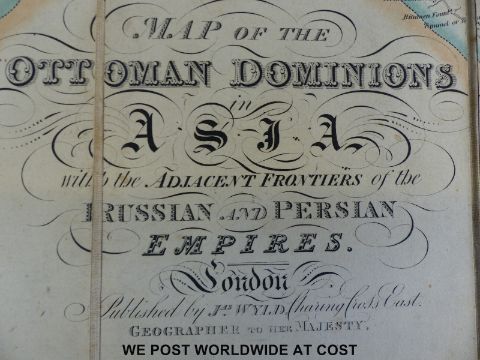 MAP OF THE
OTTOMAN DOMINIONS
in
ASIA,
with the ADJACENT FRONTIERS of the
RUSSIAN AND PERSIAN
EMPIRES.
London
Published by Jas WYLD, Charing Cross East.
GEOGRAPHER TO HER MAJESTY.
WE POST WORLDWIDE AT COST